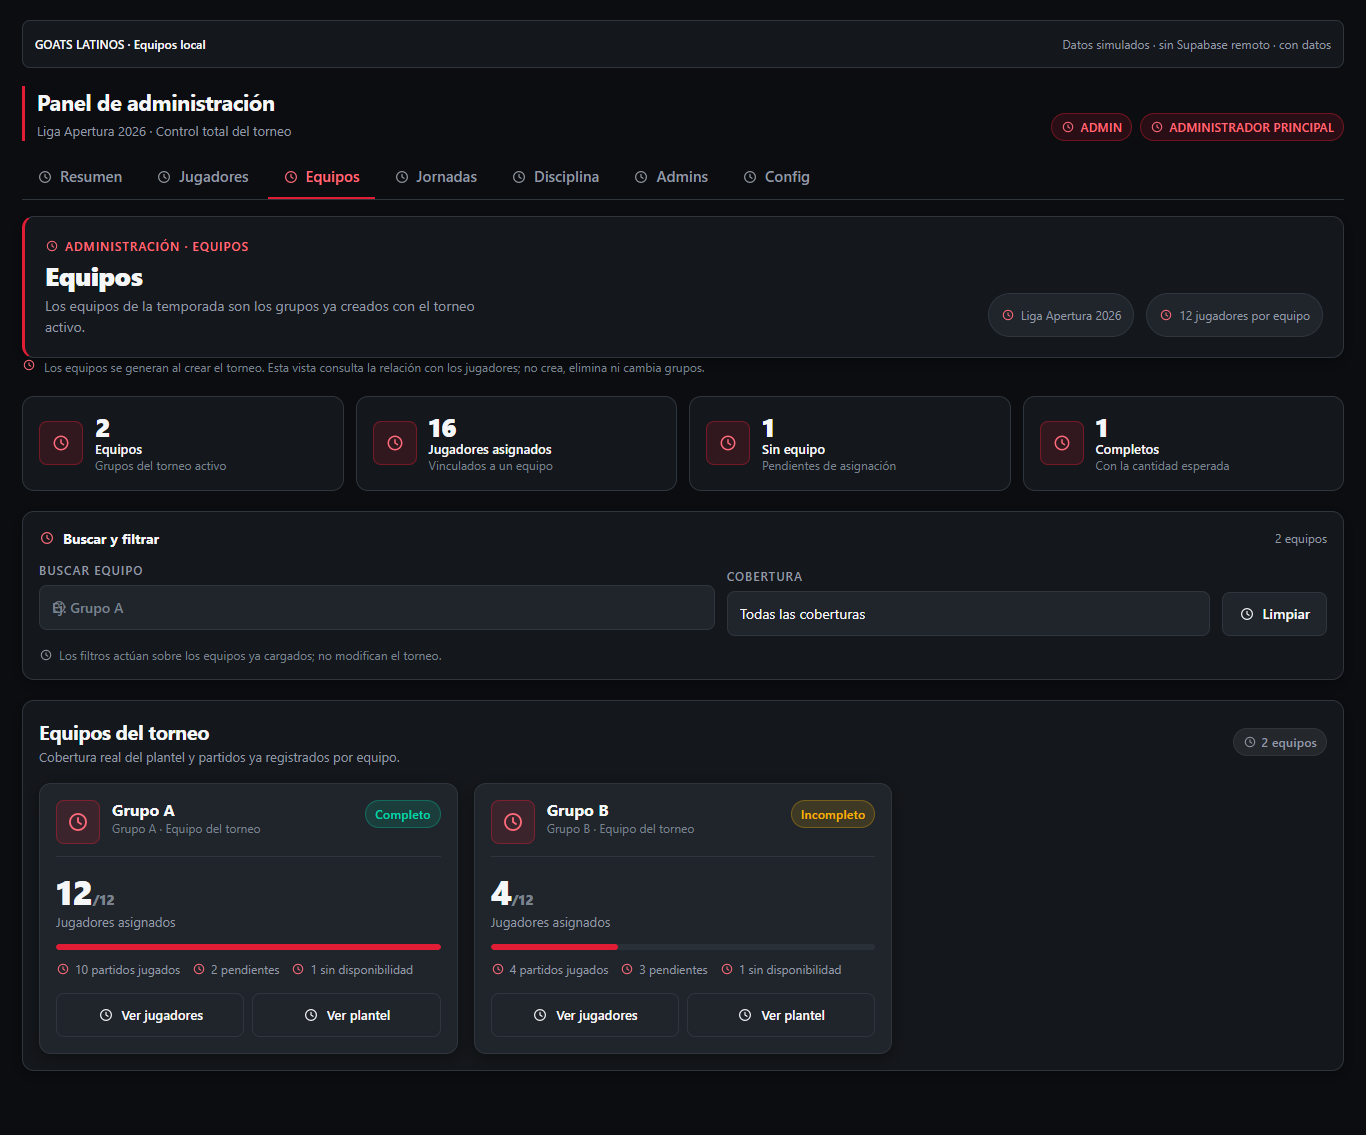 GOATS LATINOS · Equipos local
Datos simulados · sin Supabase remoto · con datos
Panel de administración
Liga Apertura 2026 · Control total del torneo
ADMIN
ADMINISTRADOR PRINCIPAL
Resumen
Jugadores
Equipos
Jornadas
Disciplina
Admins
Config
ADMINISTRACIÓN · EQUIPOS
Equipos
Los equipos de la temporada son los grupos ya creados con el torneo
activo.
Liga Apertura 2026
12 jugadores por equipo
Los equipos se generan al crear el torneo. Esta vista consulta la relación con los jugadores; no crea, elimina ni cambia grupos.
2
Equipos
Grupos del torneo activo
16
Jugadores asignados
Vinculados a un equipo
1
Sin equipo
Pendientes de asignación
1
Completos
Con la cantidad esperada
Buscar y filtrar
2 equipos
BUSCAR EQUIPO
Grupo A
COBERTURA
Todas las coberturas
Limpiar
Los filtros actúan sobre los equipos ya cargados; no modifican el torneo.
Equipos del torneo
Cobertura real del plantel y partidos ya registrados por equipo.
2 equipos
Grupo A
Grupo A · Equipo del torneo
Completo
12/12
Jugadores asignados
10 partidos jugados
2 pendientes
1 sin disponibilidad
Ver jugadores
Ver plantel
Grupo B
Grupo B · Equipo del torneo
Incompleto
4/12
Jugadores asignados
4 partidos jugados
3 pendientes
1 sin disponibilidad
Ver jugadores
Ver plantel